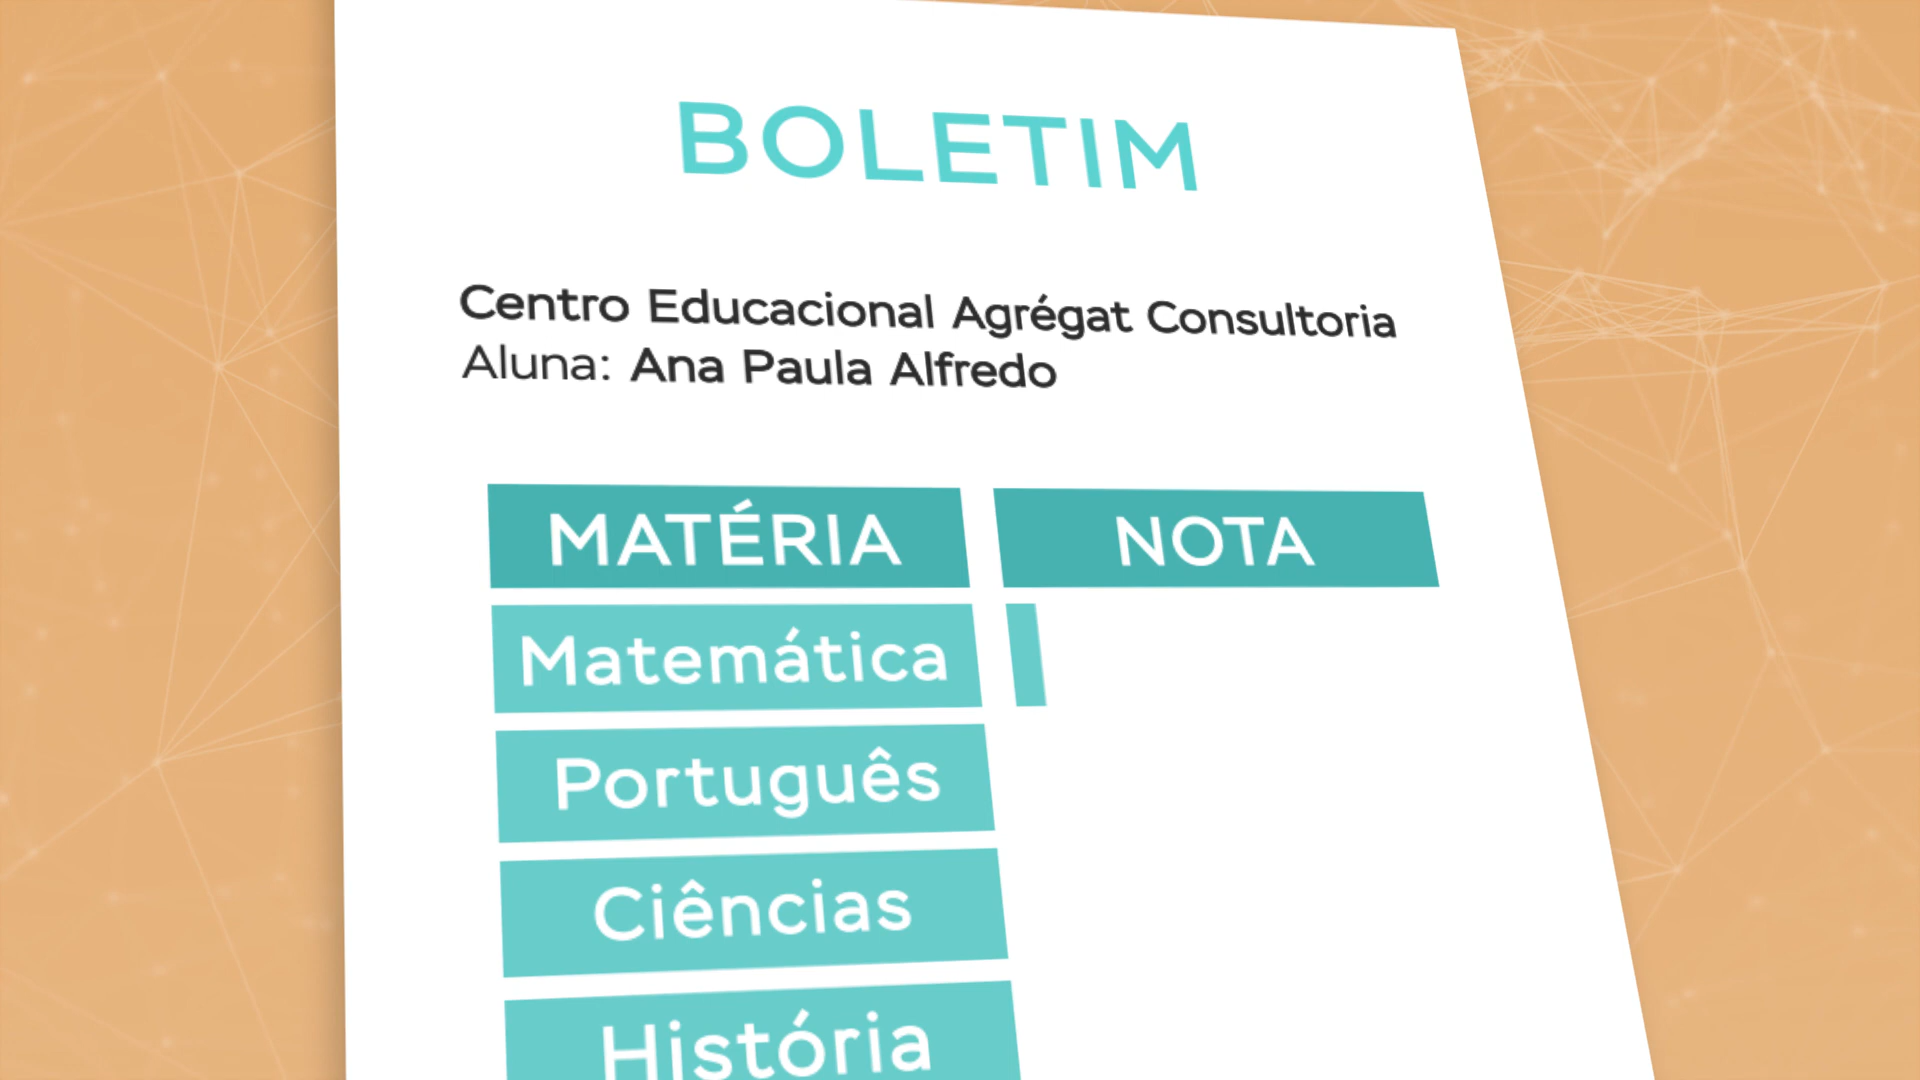 BOLETIM
Centro Educacional Agrégat Consultoria
Aluna: Ana Paula Alfredo
MATÉRIA NOTA
Matemática
Português
Ciências
História